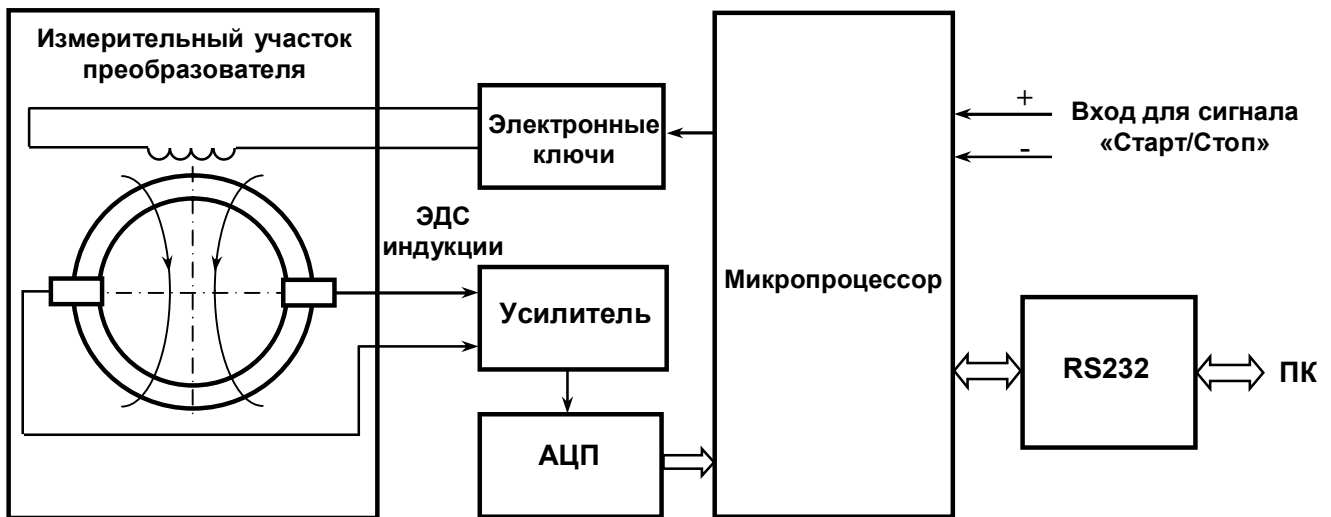 Измерительный участок
преобразователя
Электронные
ключи
ЭДС
индукции
Усилитель
АЦП
Микропроцессор
+
-
Вход для сигнала
«Старт/Стоп»
RS232
ПК